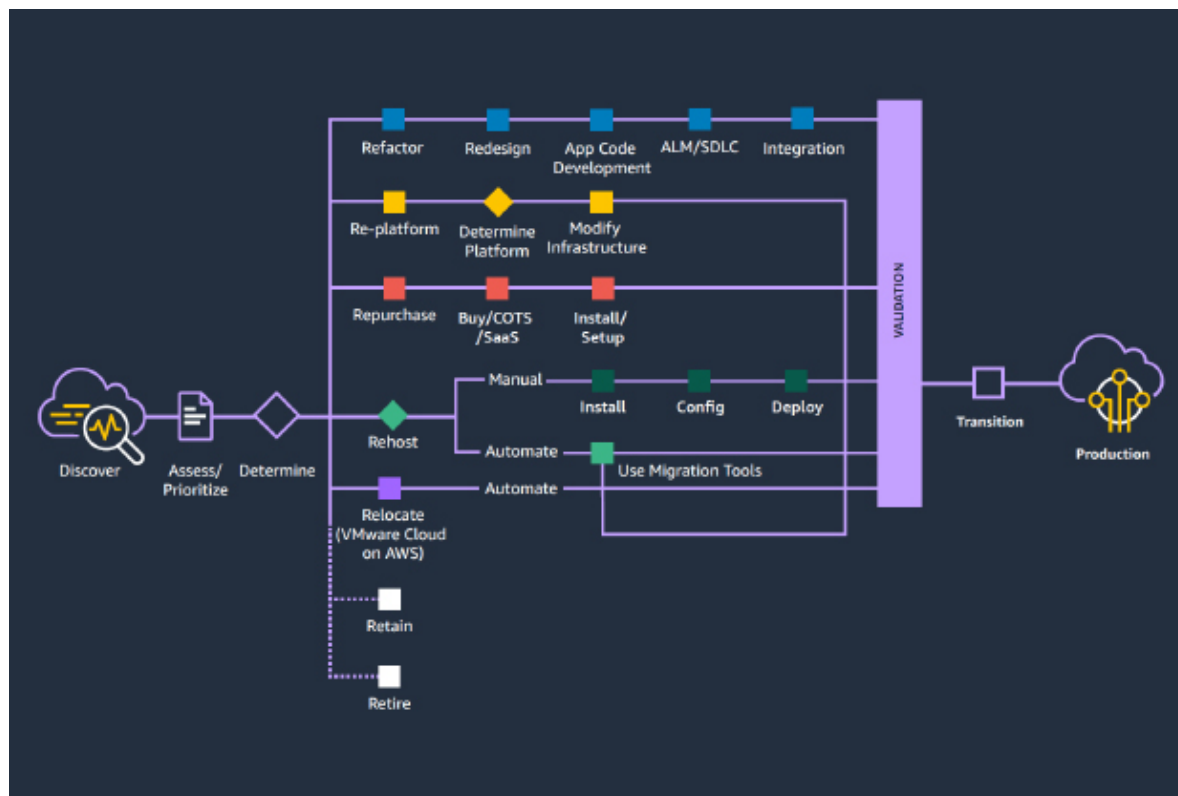 Refactor
Redesign
App Code
Development
ALM/SDLC
Integration
Re-platform
Determine
Platform
Modify
Infrastructure
Repurchase
Buy/COTS
/SaaS
Install/
Setup
VALIDATION
Manual
Install
Config
Deploy
Rehost
Automate
Use Migration Tools
Discover
Assess/
Prioritize
Determine
Automate
Relocate
(VMware Cloud
on AWS)
Transition
Production
Retain
Retire